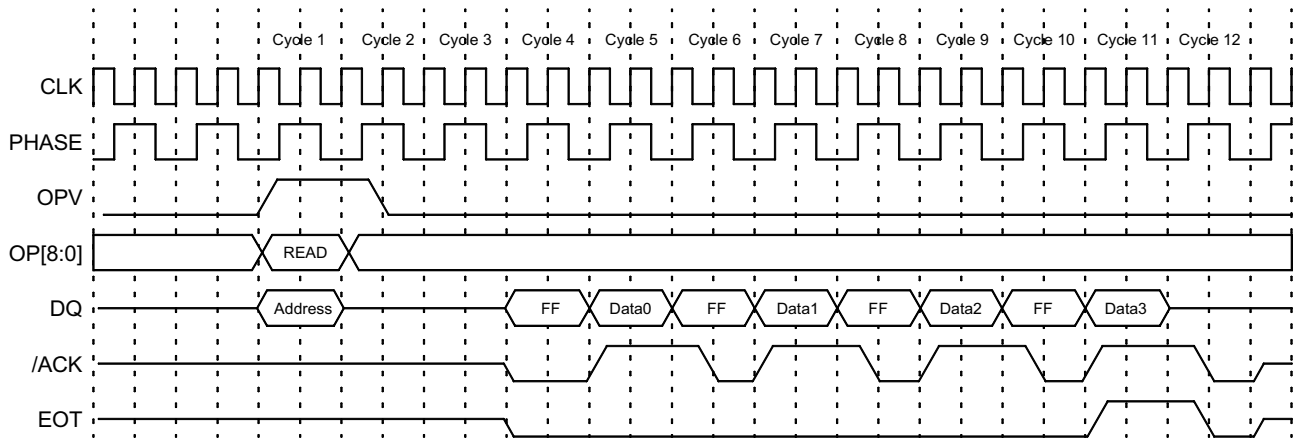 Cycle 1 Cycle 2 Cycle 3 Cycle 4 Cycle 5 Cycle 6 Cycle 7 Cycle 8 Cycle 9 Cycle 10 Cycle 11 Cycle 12
CLK
PHASE
OPV
OP[8:0] READ
DQ Address FF Data0 FF Data1 FF Data2 FF Data3
/ACK
EOT